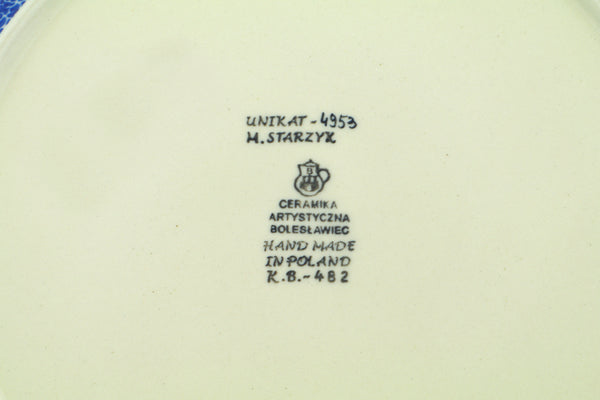 UNIKAT - 4953
M. STARZYK
CERAMIKA
ARTYSTYCZNA
BOLESŁAWIEC
HAND MADE
IN POLAND
K.B. - 482